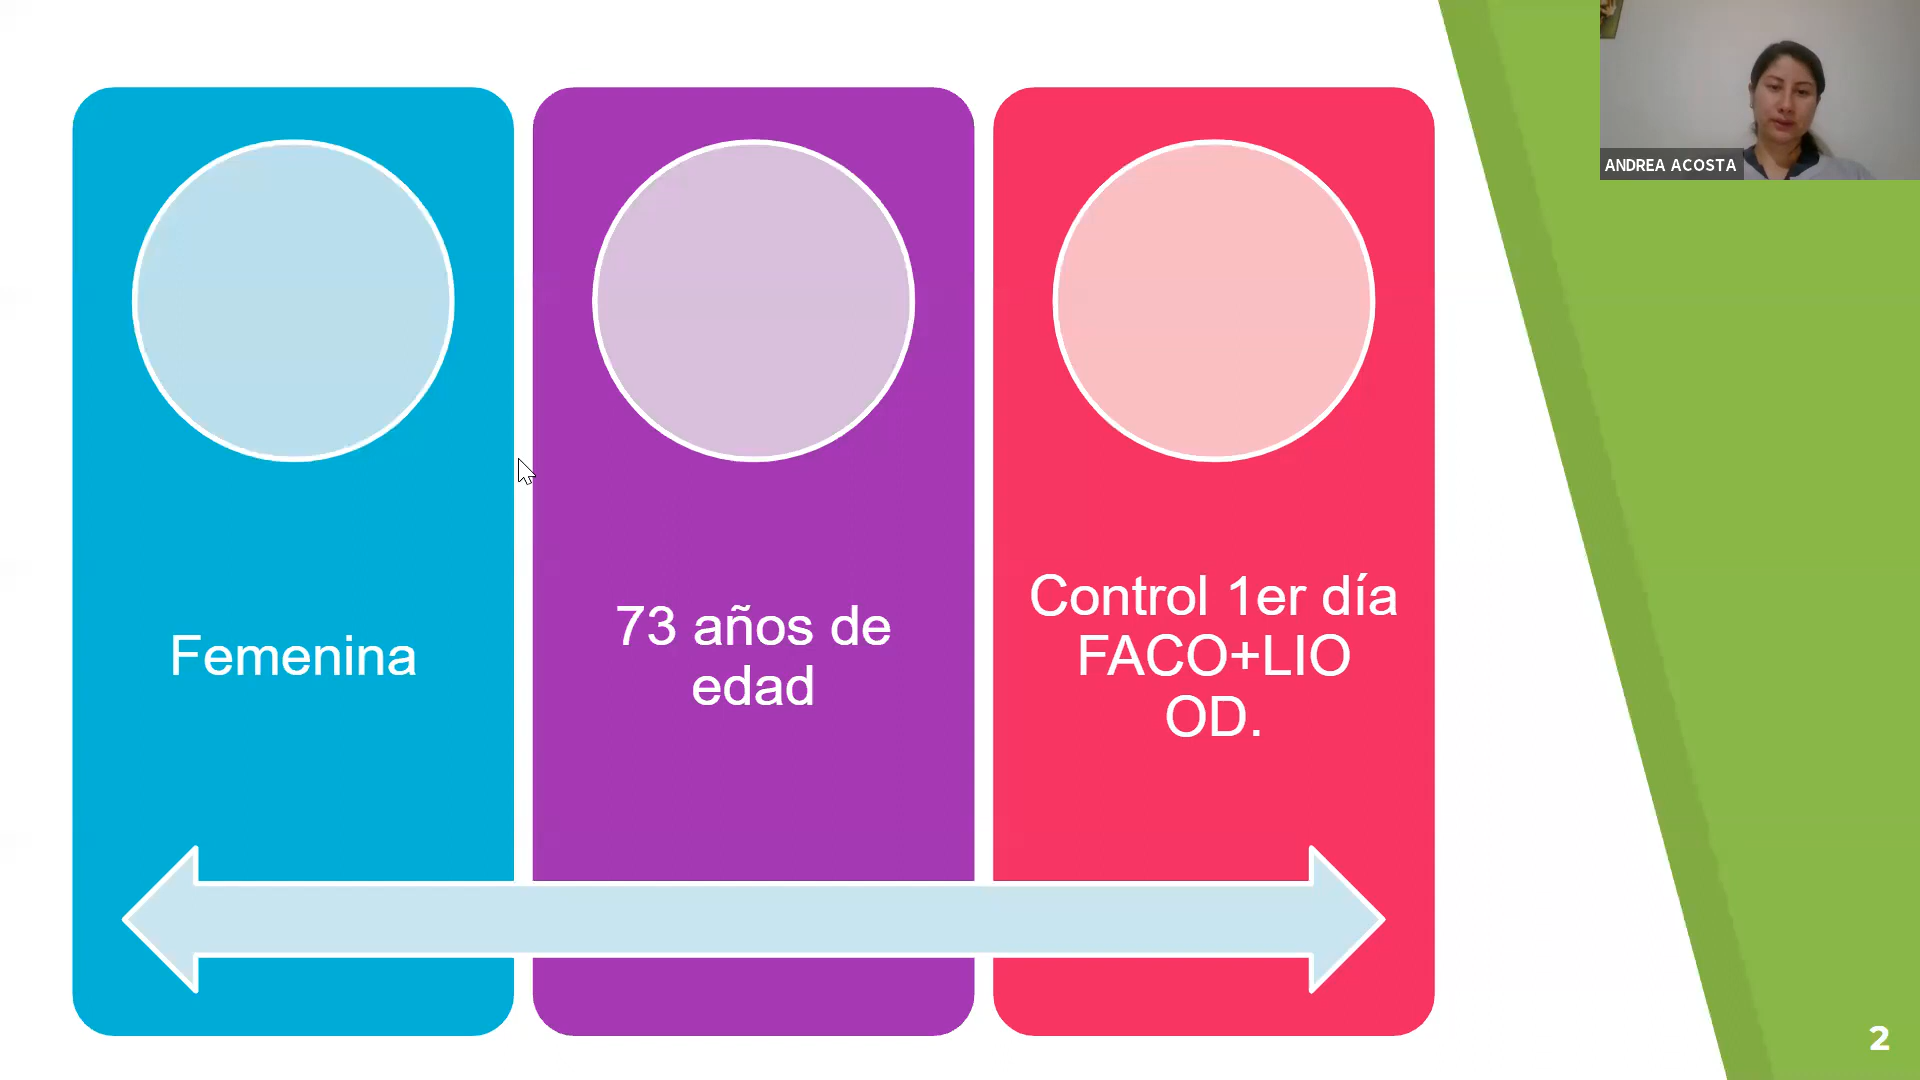 ANDREA ACOSTA
Femenina
73 años de
edad
Control 1er día
FACO+LIO
OD.
2